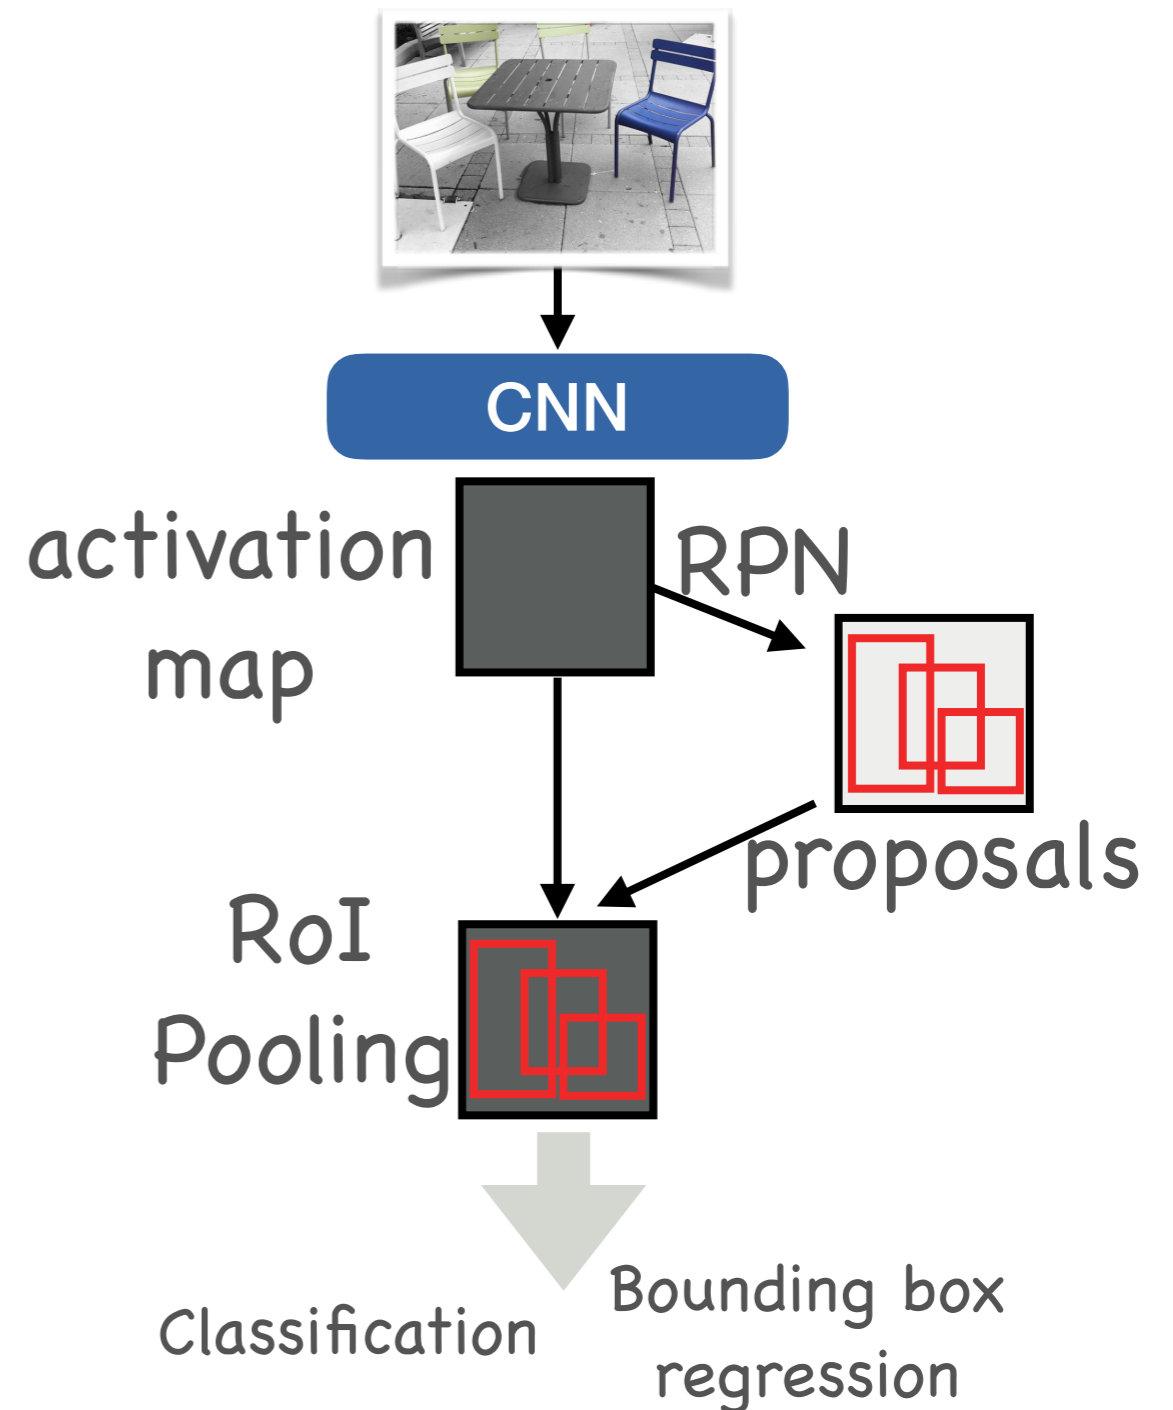 CNN
activation
map
RPN
proposals
RoI
Pooling
Classification
Bounding box
regression